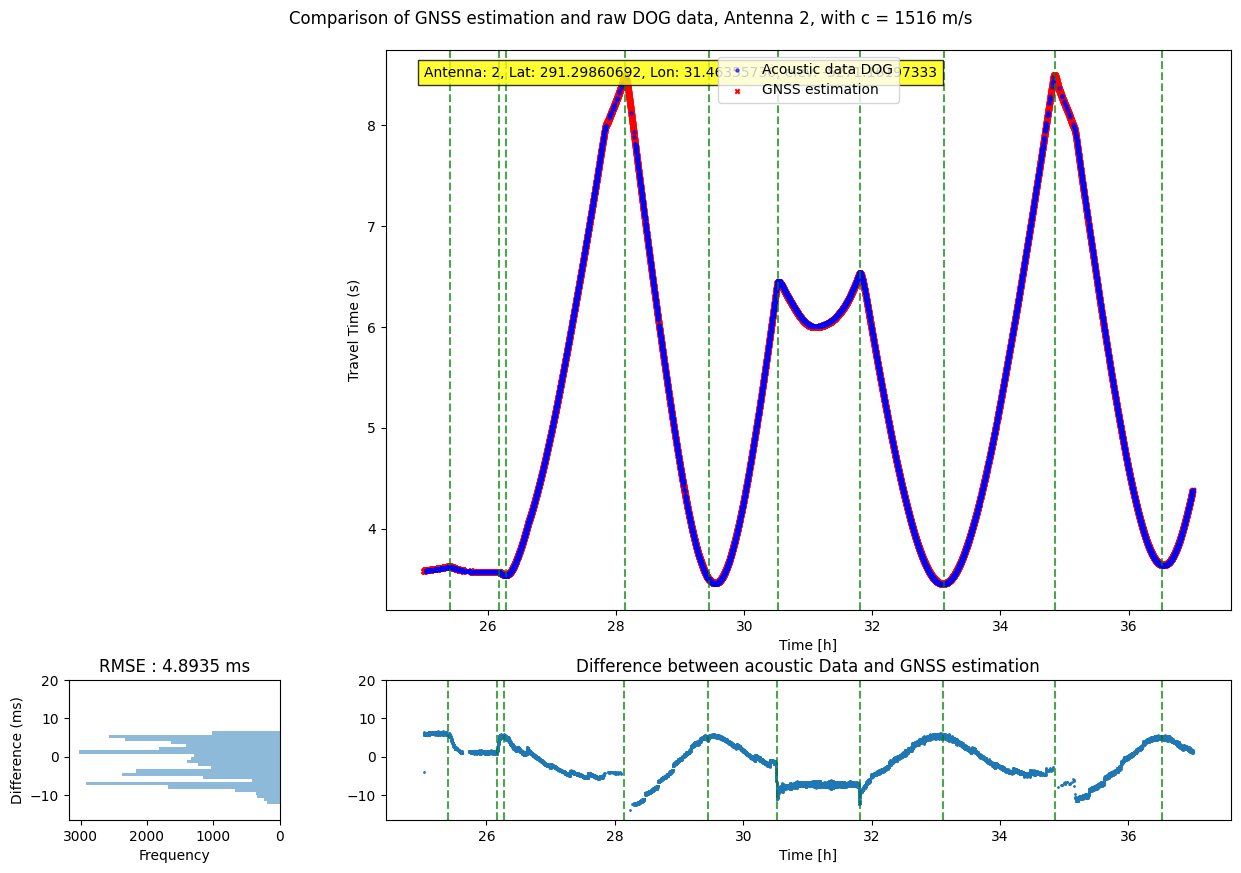 Comparison of GNSS estimation and raw DOG data, Antenna 2, with c = 1516 m/s
Antenna: 2, Lat: 291.29860692, Lon:
Acoustic data DOG
GNSS estimation
8
7
6
5
4
Travel Time (s)
26 28 30 32 34 36
Time [h]
RMSE : 4.8935 ms
20
10
0
−10
Difference (ms)
3000 2000 1000 0
Frequency
Difference between acoustic Data and GNSS estimation
20
10
0
−10
26 28 30 32 34 36
Time [h]